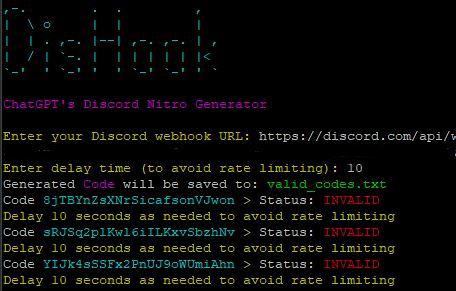 DisHook
ChatGPT's Discord Nitro Generator
Enter your Discord webhook URL: https://discord.com/api/w
Enter delay time (to avoid rate limiting): 10
Generated Code will be saved to: valid_codes.txt
Code 8jTBYnZsXNrSicafsonVJwon > Status: INVALID
Delay 10 seconds as needed to avoid rate limiting
Code sRJSq2plKwl6iILKxvSbzhNv > Status: INVALID
Delay 10 seconds as needed to avoid rate limiting
Code YIJk4sSSFx2PnUJ9oWUmiAhn > Status: INVALID
Delay 10 seconds as needed to avoid rate limiting